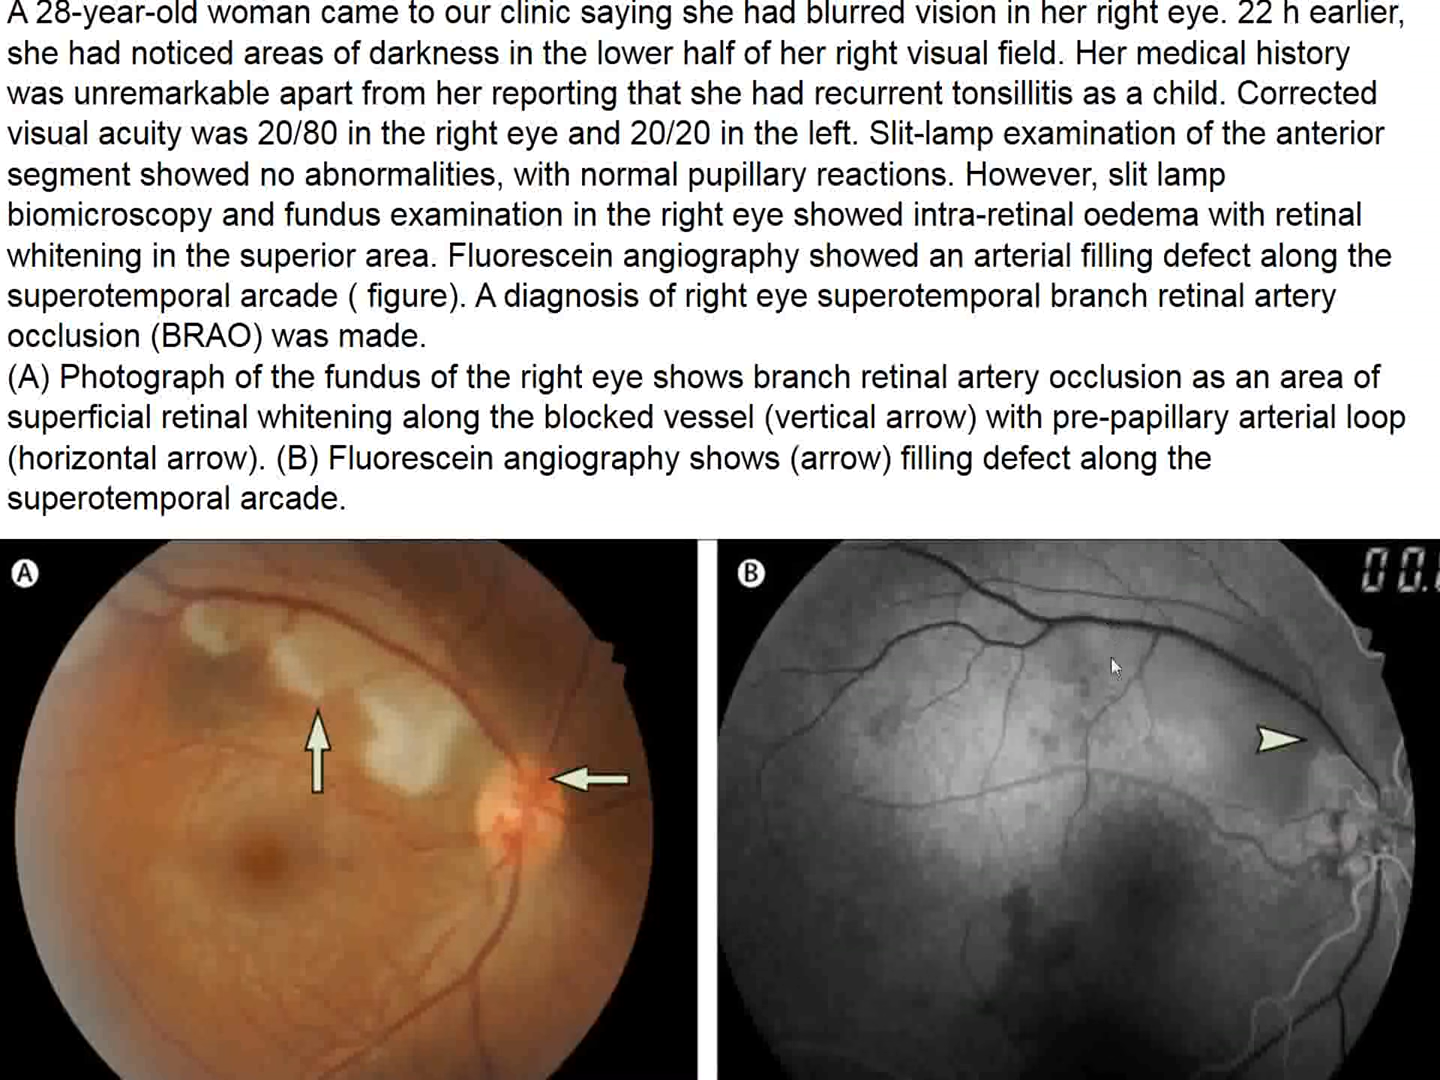 A 28-year-old woman came to our clinic saying she had blurred vision in her right eye. 22 h earlier,
she had noticed areas of darkness in the lower half of her right visual field. Her medical history
was unremarkable apart from her reporting that she had recurrent tonsillitis as a child. Corrected
visual acuity was 20/80 in the right eye and 20/20 in the left. Slit-lamp examination of the anterior
segment showed no abnormalities, with normal pupillary reactions. However, slit lamp
biomicroscopy and fundus examination in the right eye showed intra-retinal oedema with retinal
whitening in the superior area. Fluorescein angiography showed an arterial filling defect along the
superotemporal arcade ( figure). A diagnosis of right eye superotemporal branch retinal artery
occlusion (BRAO) was made.
(A) Photograph of the fundus of the right eye shows branch retinal artery occlusion as an area of
superficial retinal whitening along the blocked vessel (vertical arrow) with pre-papillary arterial loop
(horizontal arrow). (B) Fluorescein angiography shows (arrow) filling defect along the
superotemporal arcade.
A
B
00.